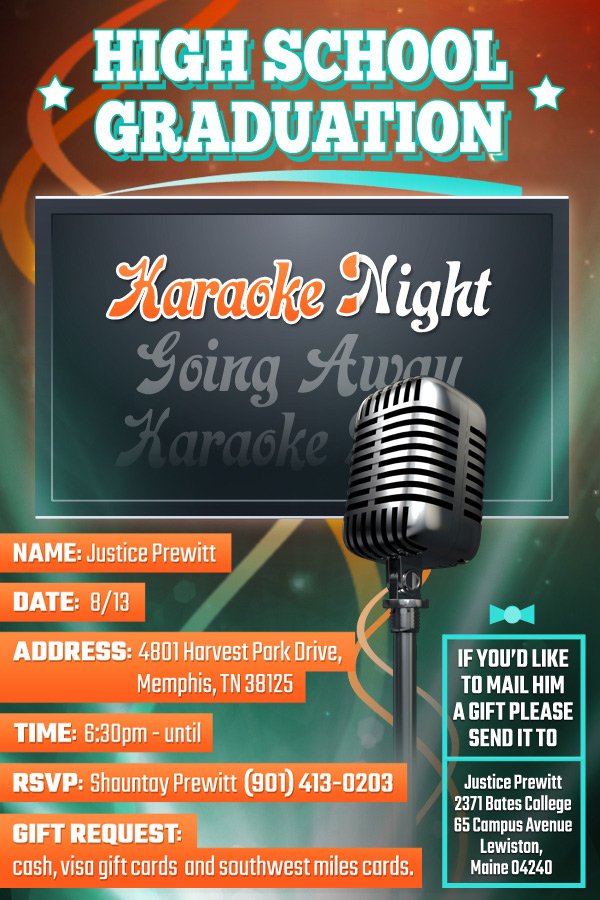 HIGH SCHOOL
GRADUATION
Karaoke Night
Going Away
Karaoke
NAME: Justice Prewitt
DATE: 8/13
ADDRESS: 4801 Harvest Park Drive,
Memphis, TN 38125
TIME: 6:30pm - until
RSVP: Shauntay Prewitt (901) 413-0203
GIFT REQUEST:
cash, visa gift cards and southwest miles cards.
IF YOU'D LIKE
TO MAIL HIM
A GIFT PLEASE
SEND IT TO
Justice Prewitt
2371 Bates College
65 Campus Avenue
Lewiston,
Maine 04240